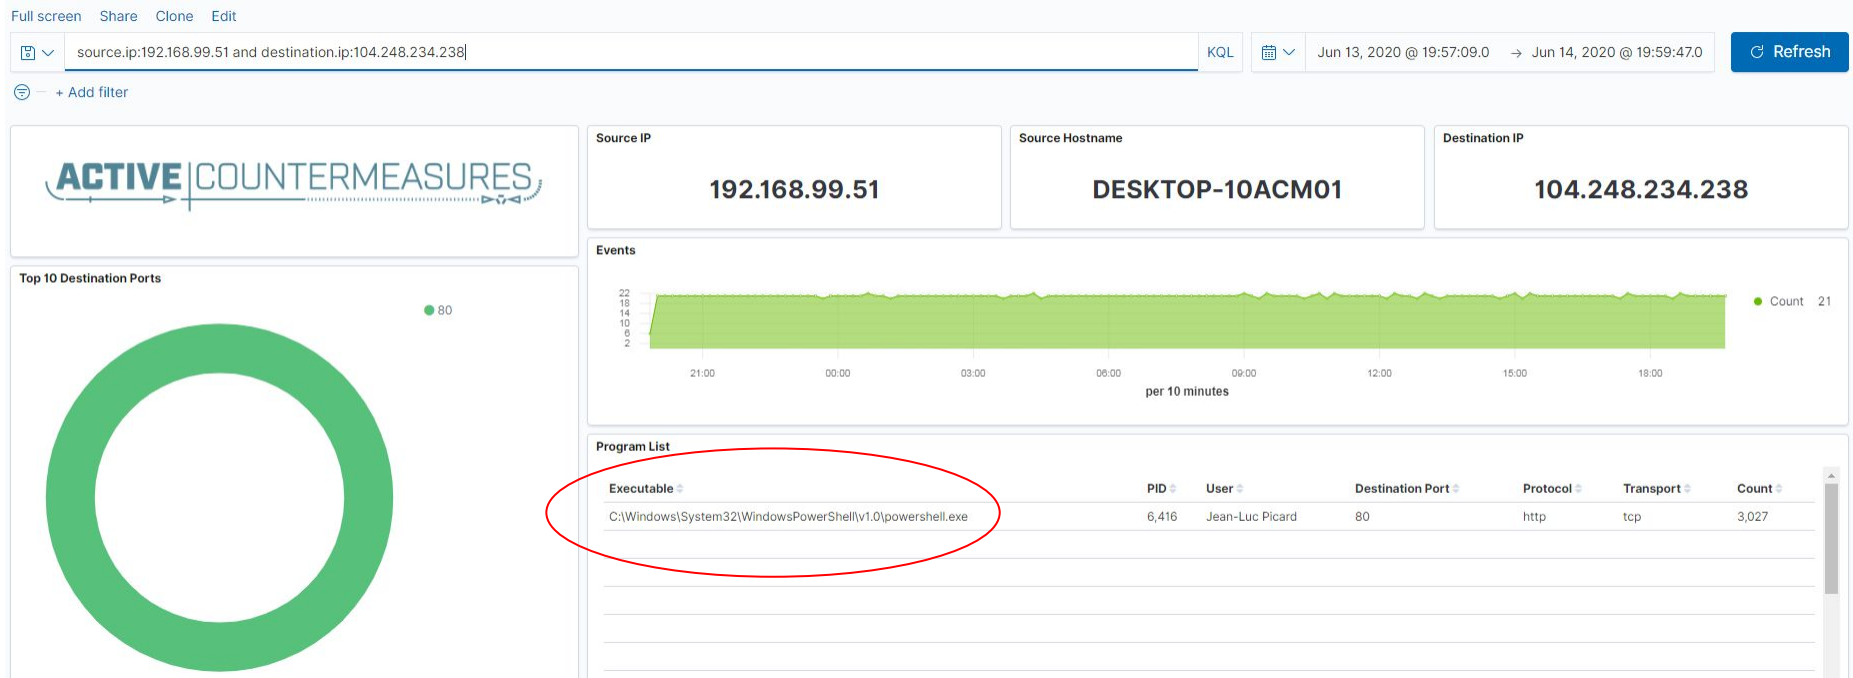 Full screen Share Clone Edit
source.ip:192.168.99.51 and destination.ip:104.248.234.238 KQL Jun 13, 2020 @ 19:57:09.0 → Jun 14, 2020 @ 19:59:47.0 Refresh
+ Add filter
ACTIVE COUNTERMEASURES
Source IP
192.168.99.51
Source Hostname
DESKTOP-10ACM01
Destination IP
104.248.234.238
Top 10 Destination Ports
80
Events
22
18
14
10
6
2
21:00 00:00 03:00 06:00 09:00 12:00 15:00 18:00
per 10 minutes
Count 21
Program List
Executable PID User Destination Port Protocol Transport Count
C:\Windows\System32\WindowsPowerShell\v1.0\powershell.exe 6,416 Jean-Luc Picard 80 http tcp 3,027